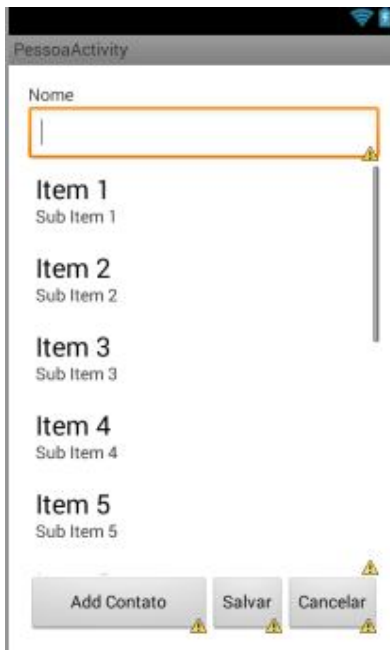 PessoaActivity
Nome
Item 1
Sub Item 1
Item 2
Sub Item 2
Item 3
Sub Item 3
Item 4
Sub Item 4
Item 5
Sub Item 5
Add Contato Salvar Cancelar